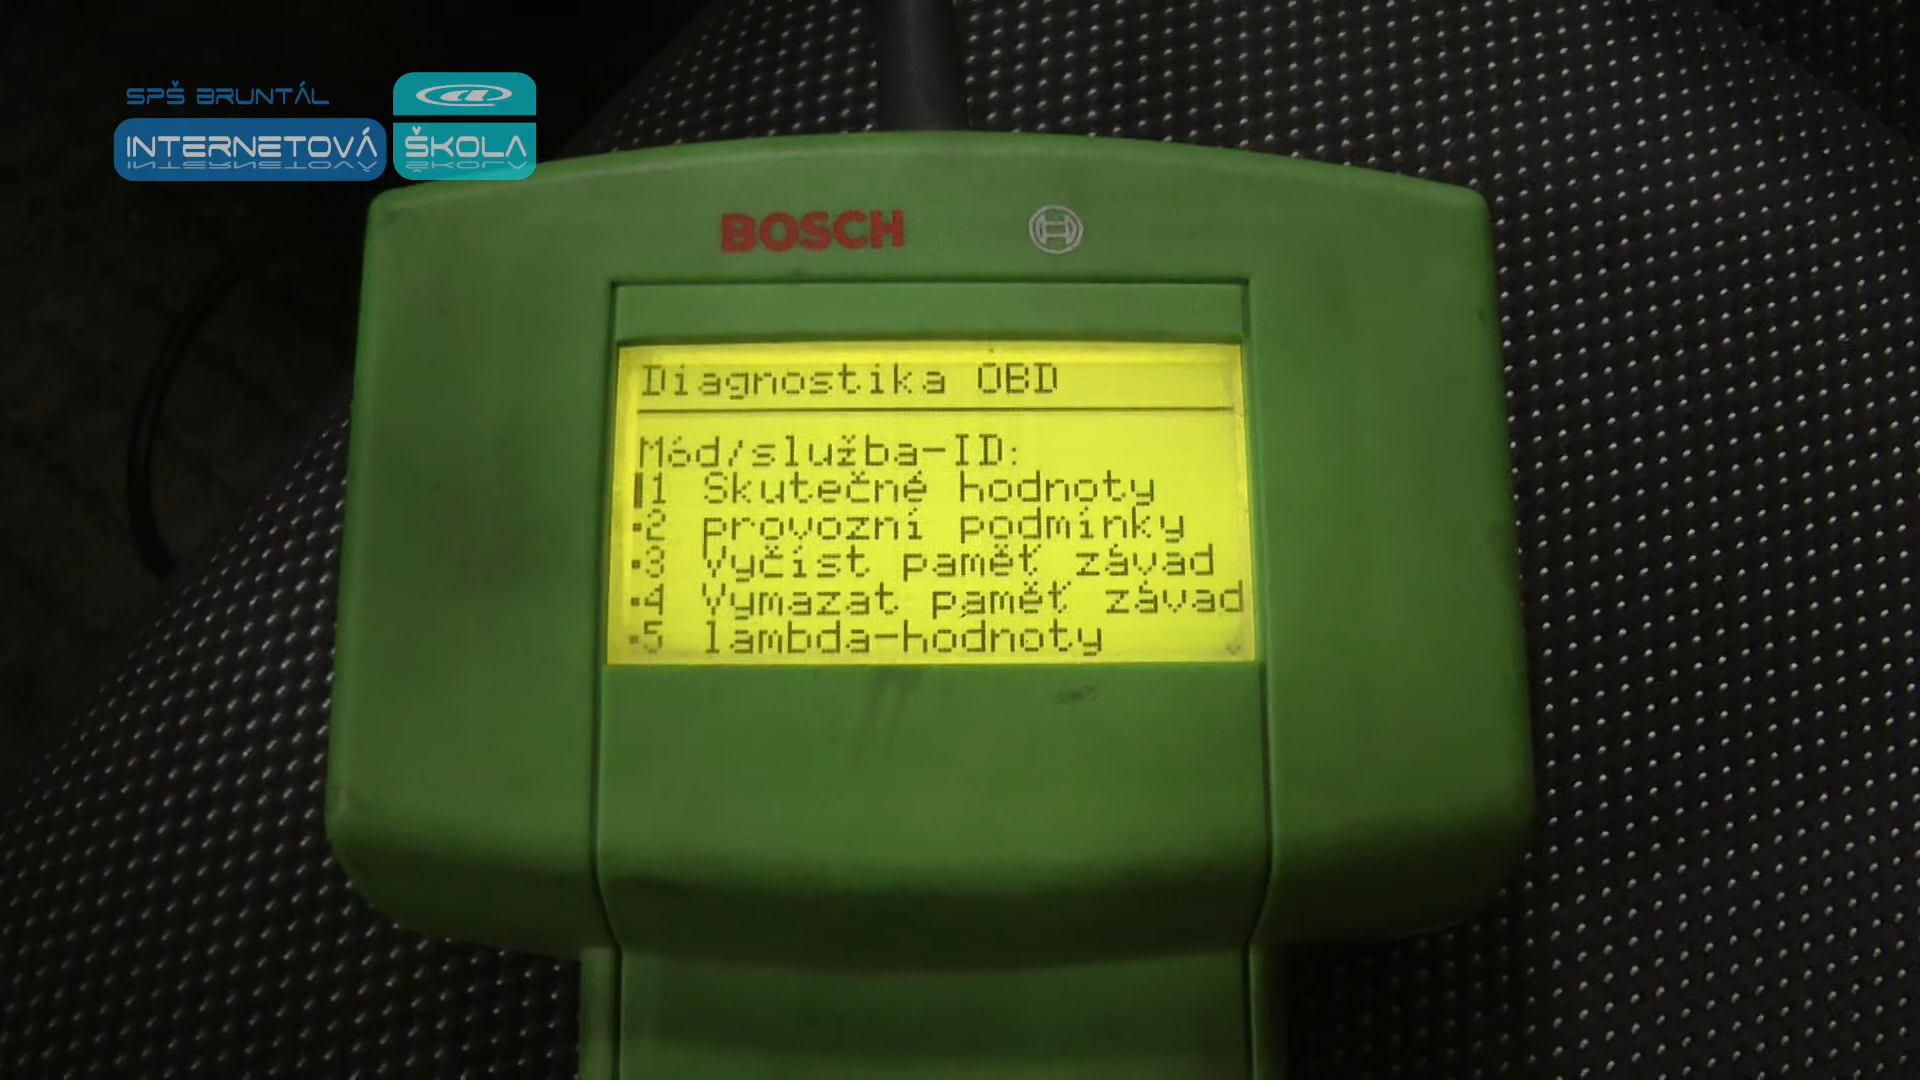 SPŠ BRUNTÁL
INTERNETOVÁ ŠKOLA
BOSCH
Diagnostika OBD
Mód/služba-ID:
1 Skutečné hodnoty
2 provozní podmínky
3 Vyčíst paměť závad
4 Vymazat paměť závad
5 lambda-hodnoty